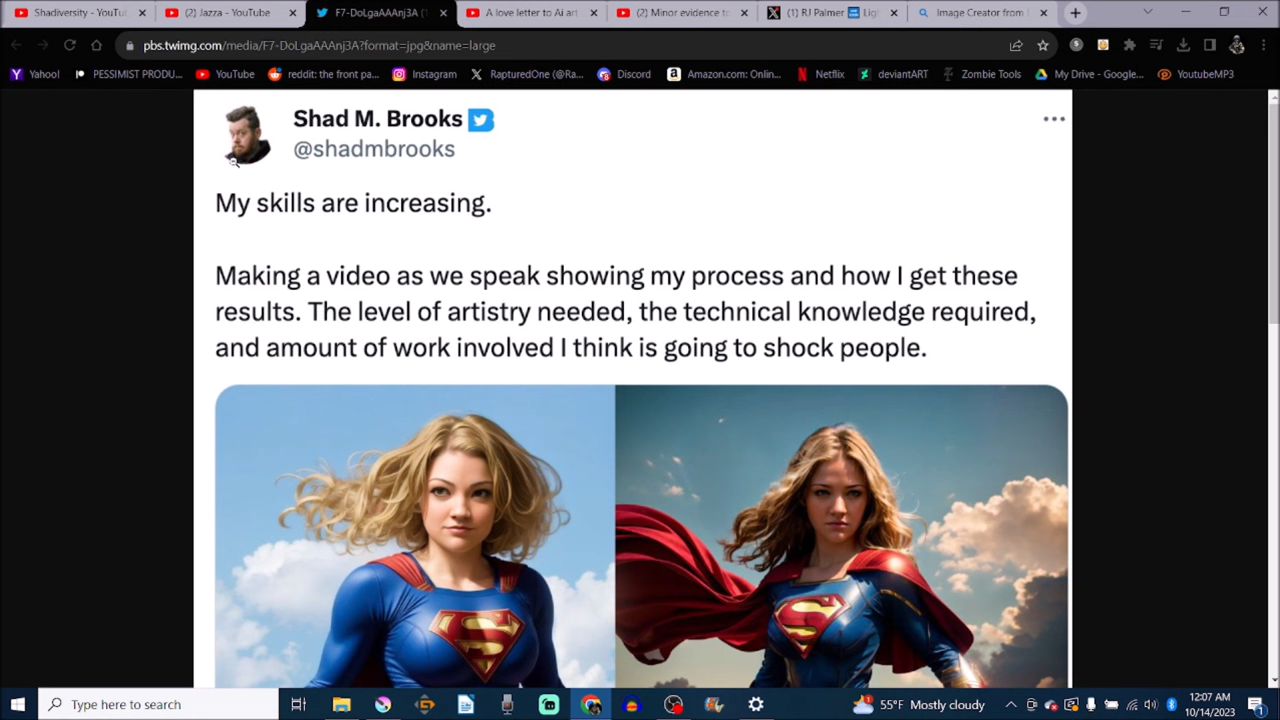 Shadiversity - YouTu
(2) Jazza - YouTube
F7-DoLgaAAAnj3A (
A love letter to Ai art
(2) Minor evidence t
(1) RJ Palmer
Image Creator from
pbs.twimg.com/media/F7-DoLgaAAAnj3A?format=jpg&name=large
Yahoo!
PESSIMIST PRODU...
YouTube
reddit: the front pa...
Instagram
RapturedOne (@Ra...
Discord
Amazon.com: Onlin...
Netflix
deviantART
Zombie Tools
My Drive - Google...
YoutubeMP3
Shad M. Brooks
@shadmbrooks
My skills are increasing.
Making a video as we speak showing my process and how I get these
results. The level of artistry needed, the technical knowledge required,
and amount of work involved I think is going to shock people.
Type here to search
55°F Mostly cloudy
12:07 AM
10/14/2023